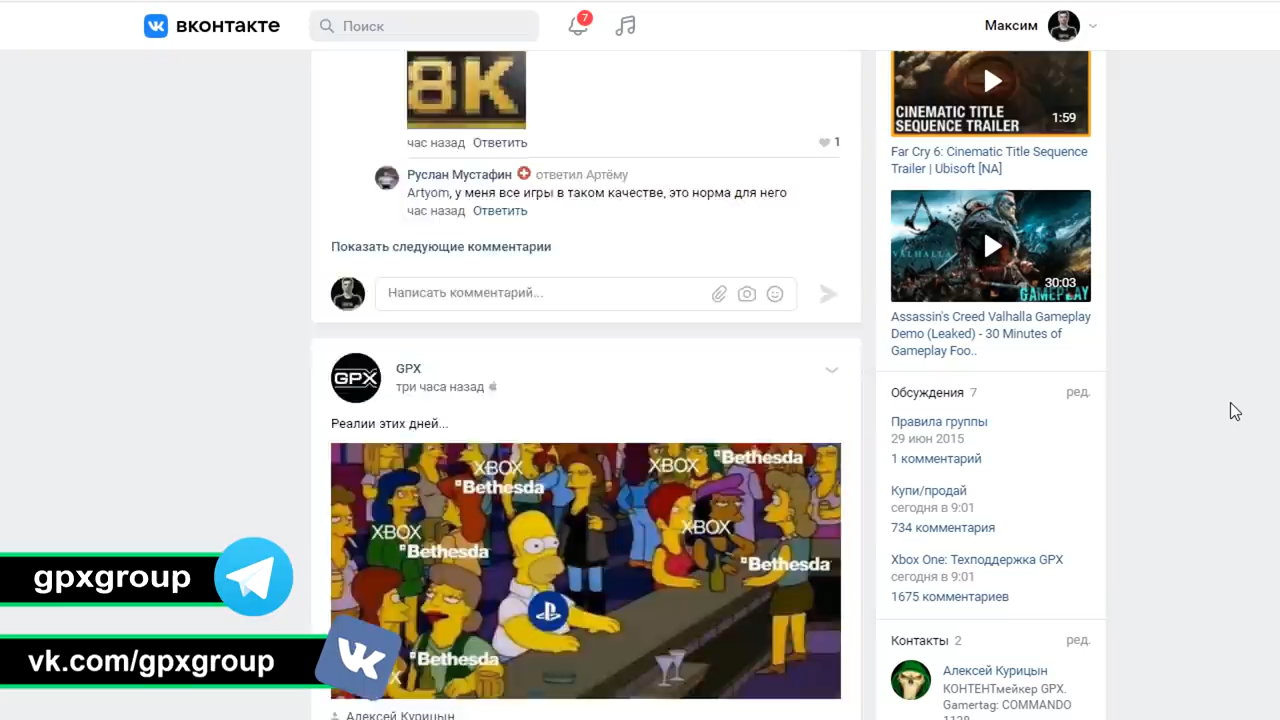 вконтакте
Поиск
7
Максим
8K
час назад Ответить
1
Руслан Мустафин ответил Артёму
Artyom, у меня все игры в таком качестве, это норма для него
час назад Ответить
Показать следующие комментарии
Написать комментарий...
GPX
GPX
три часа назад
Реалии этих дней...
XBOX
XBOX
Bethesda
Bethesda
XBOX
XBOX
Bethesda
Bethesda
Bethesda
Алексей Курицын
gpxgroup
vk.com/gpxgroup
CINEMATIC TITLE
SEQUENCE TRAILER
1:59
Far Cry 6: Cinematic Title Sequence
Trailer | Ubisoft [NA]
VALHALLA
30:03
GAMEPLAY
Assassin's Creed Valhalla Gameplay
Demo (Leaked) - 30 Minutes of
Gameplay Foo..
Обсуждения 7
ред.
Правила группы
29 июн 2015
1 комментарий
Купи/продай
сегодня в 9:01
734 комментария
Xbox One: Техподдержка GPX
сегодня в 9:01
1675 комментариев
Контакты 2
ред.
Алексей Курицын
КОНТЕНТмейкер GPX.
Gamertag: COMMANDO